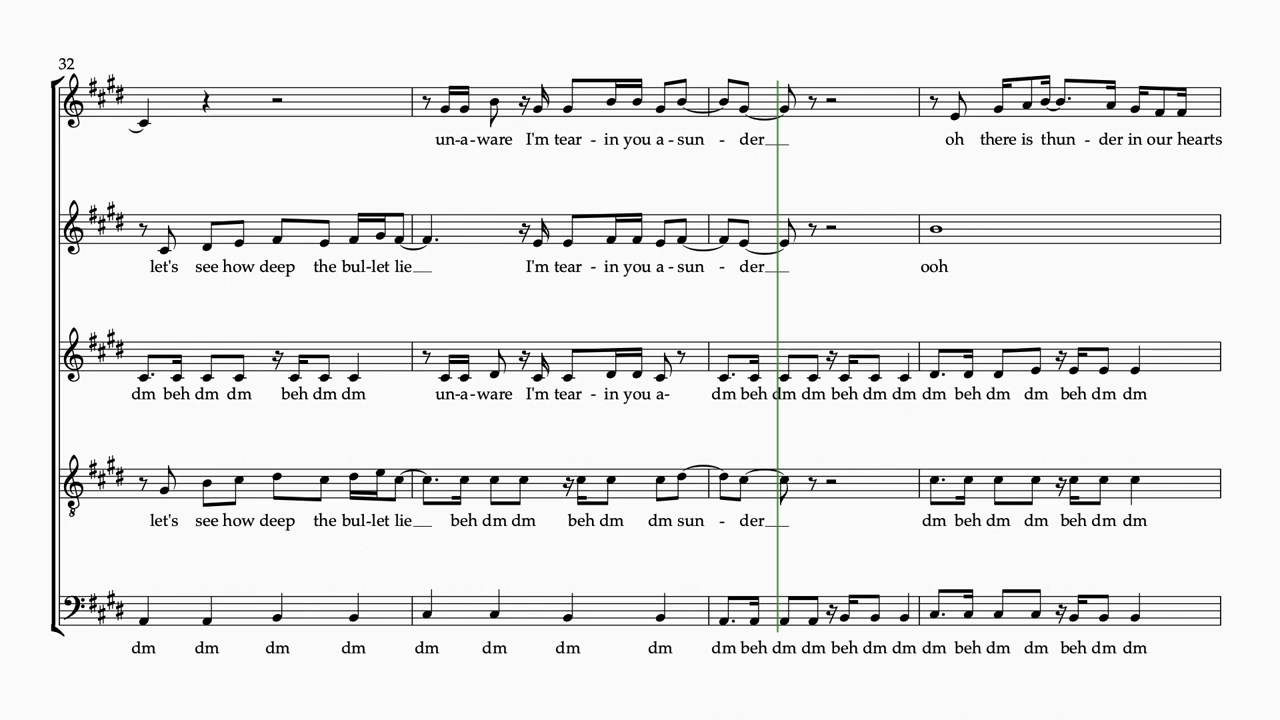 32
un-a-ware I'm tear - in you a - sun - der__ oh there is thun - der in our hearts
let's see how deep the bul-let lie__ I'm tear - in you a - sun - der__ ooh
dm beh dm dm beh dm dm un-a-ware I'm tear - in you a- dm beh dm dm beh dm dm dm beh dm dm beh dm dm
let's see how deep the bul-let lie__ beh dm dm beh dm dm sun - der__ dm beh dm dm beh dm dm
dm dm dm dm dm dm dm dm dm beh dm dm beh dm dm dm beh dm dm beh dm dm